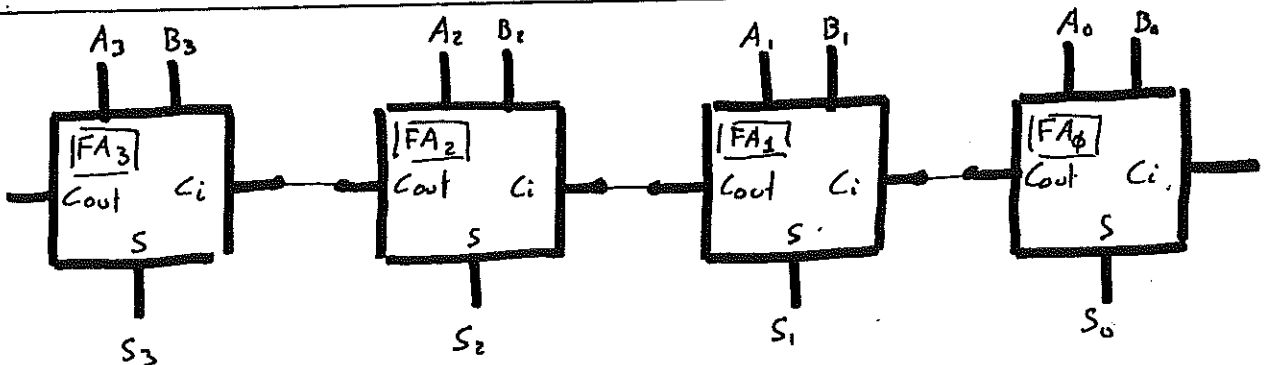 A₃ B₃ A₂ B₂ A₁ B₁ A₀ B₀
FA₃ FA₂ FA₁ FAϕ
Cout Ci Cout Ci Cout Ci Cout Ci
S S S S
S₃ S₂ S₁ S₀